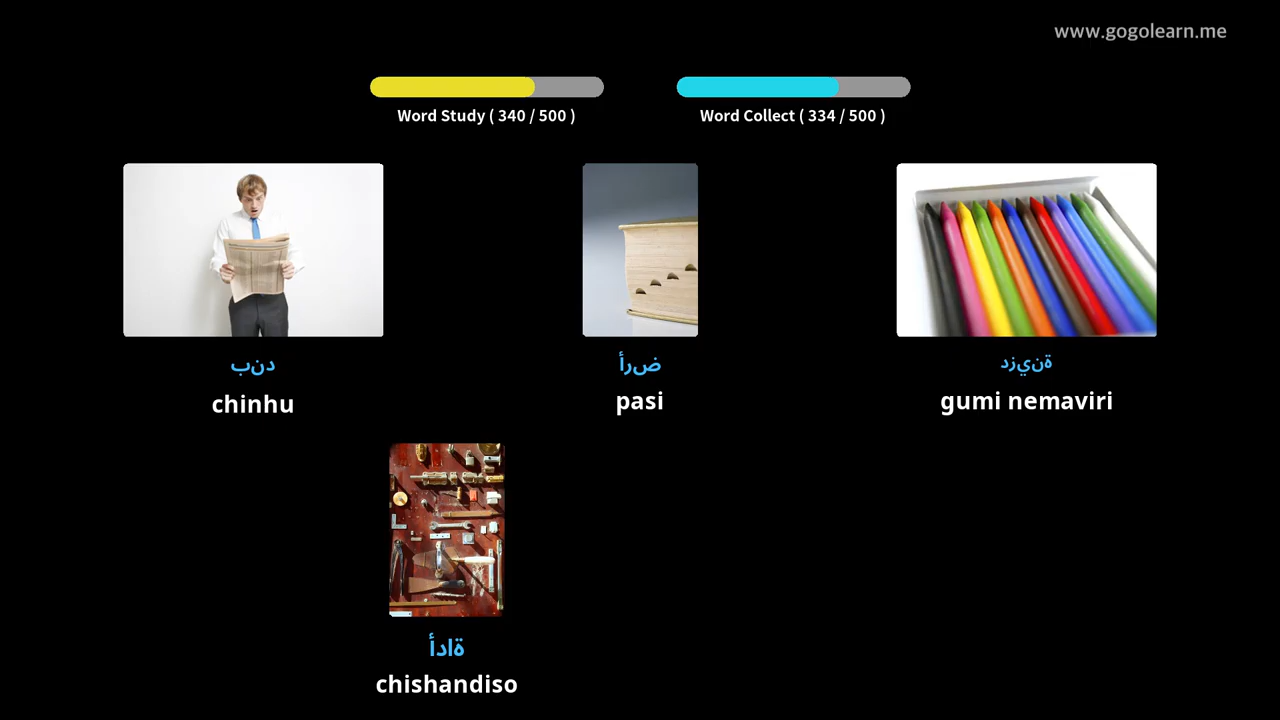 www.gogolearn.me
Word Study ( 340 / 500 )
Word Collect ( 334 / 500 )
دنب
chinhu
ضرأ
pasi
ةنيزد
gumi nemaviri
ةادأ
chishandiso